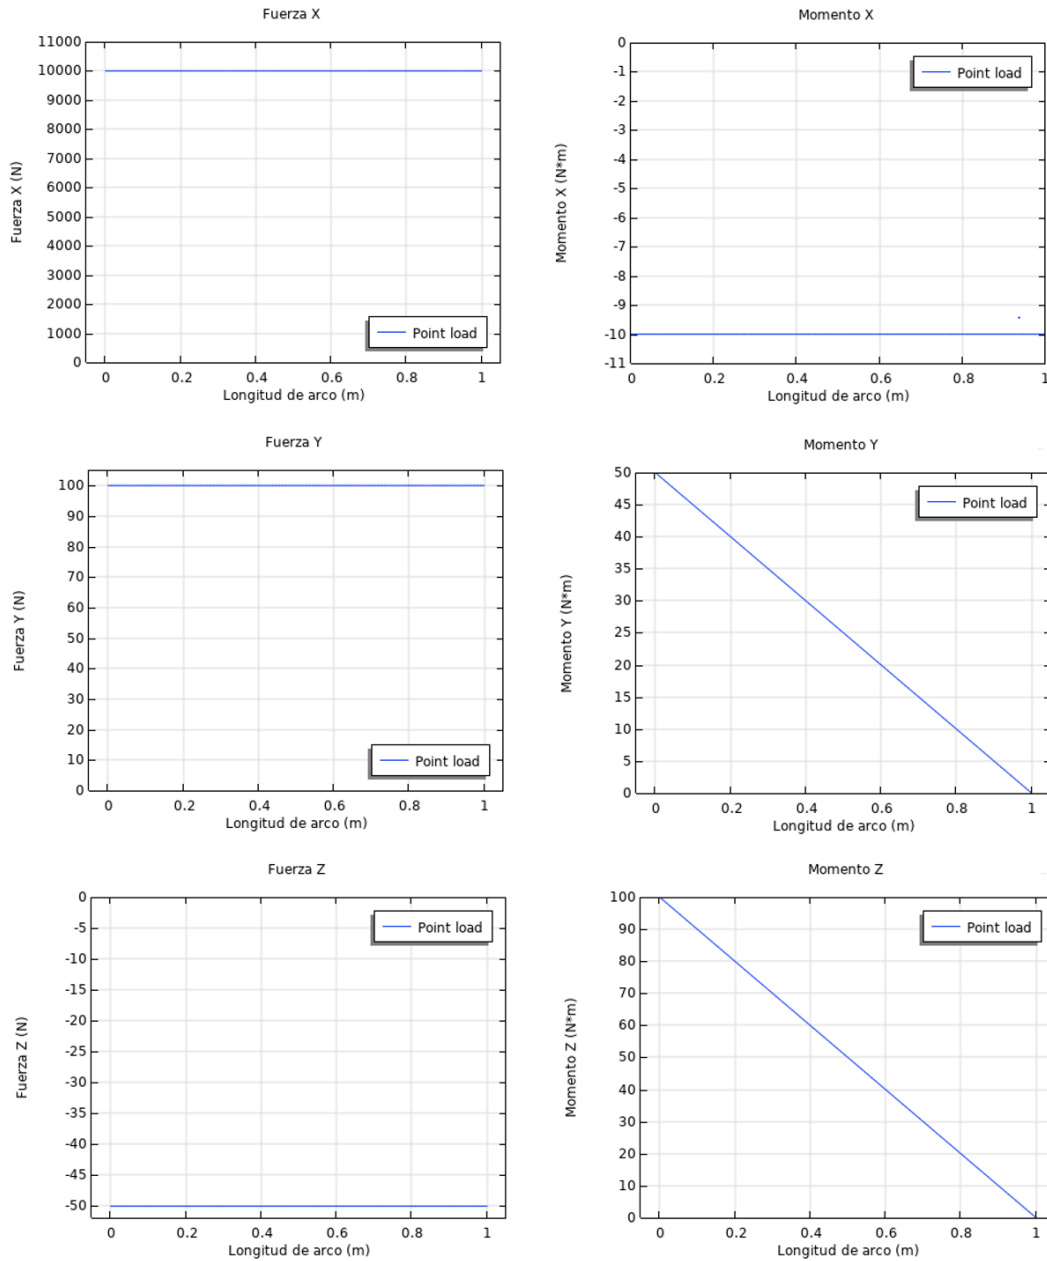 Fuerza X
11000
10000
9000
8000
7000
6000
5000
4000
3000
2000
1000
0
Fuerza X (N)
Point load
0 0.2 0.4 0.6 0.8 1
Longitud de arco (m)
Momento X
0
-1
-2
-3
-4
-5
-6
-7
-8
-9
-10
-11
Momento X (N*m)
Point load
0 0.2 0.4 0.6 0.8 1
Longitud de arco (m)
Fuerza Y
100
90
80
70
60
50
40
30
20
10
0
Fuerza Y (N)
Point load
0 0.2 0.4 0.6 0.8 1
Longitud de arco (m)
Momento Y
50
45
40
35
30
25
20
15
10
5
0
Momento Y (N*m)
Point load
0 0.2 0.4 0.6 0.8 1
Longitud de arco (m)
Fuerza Z
0
-5
-10
-15
-20
-25
-30
-35
-40
-45
-50
Fuerza Z (N)
Point load
0 0.2 0.4 0.6 0.8 1
Longitud de arco (m)
Momento Z
100
90
80
70
60
50
40
30
20
10
0
Momento Z (N*m)
Point load
0 0.2 0.4 0.6 0.8 1
Longitud de arco (m)